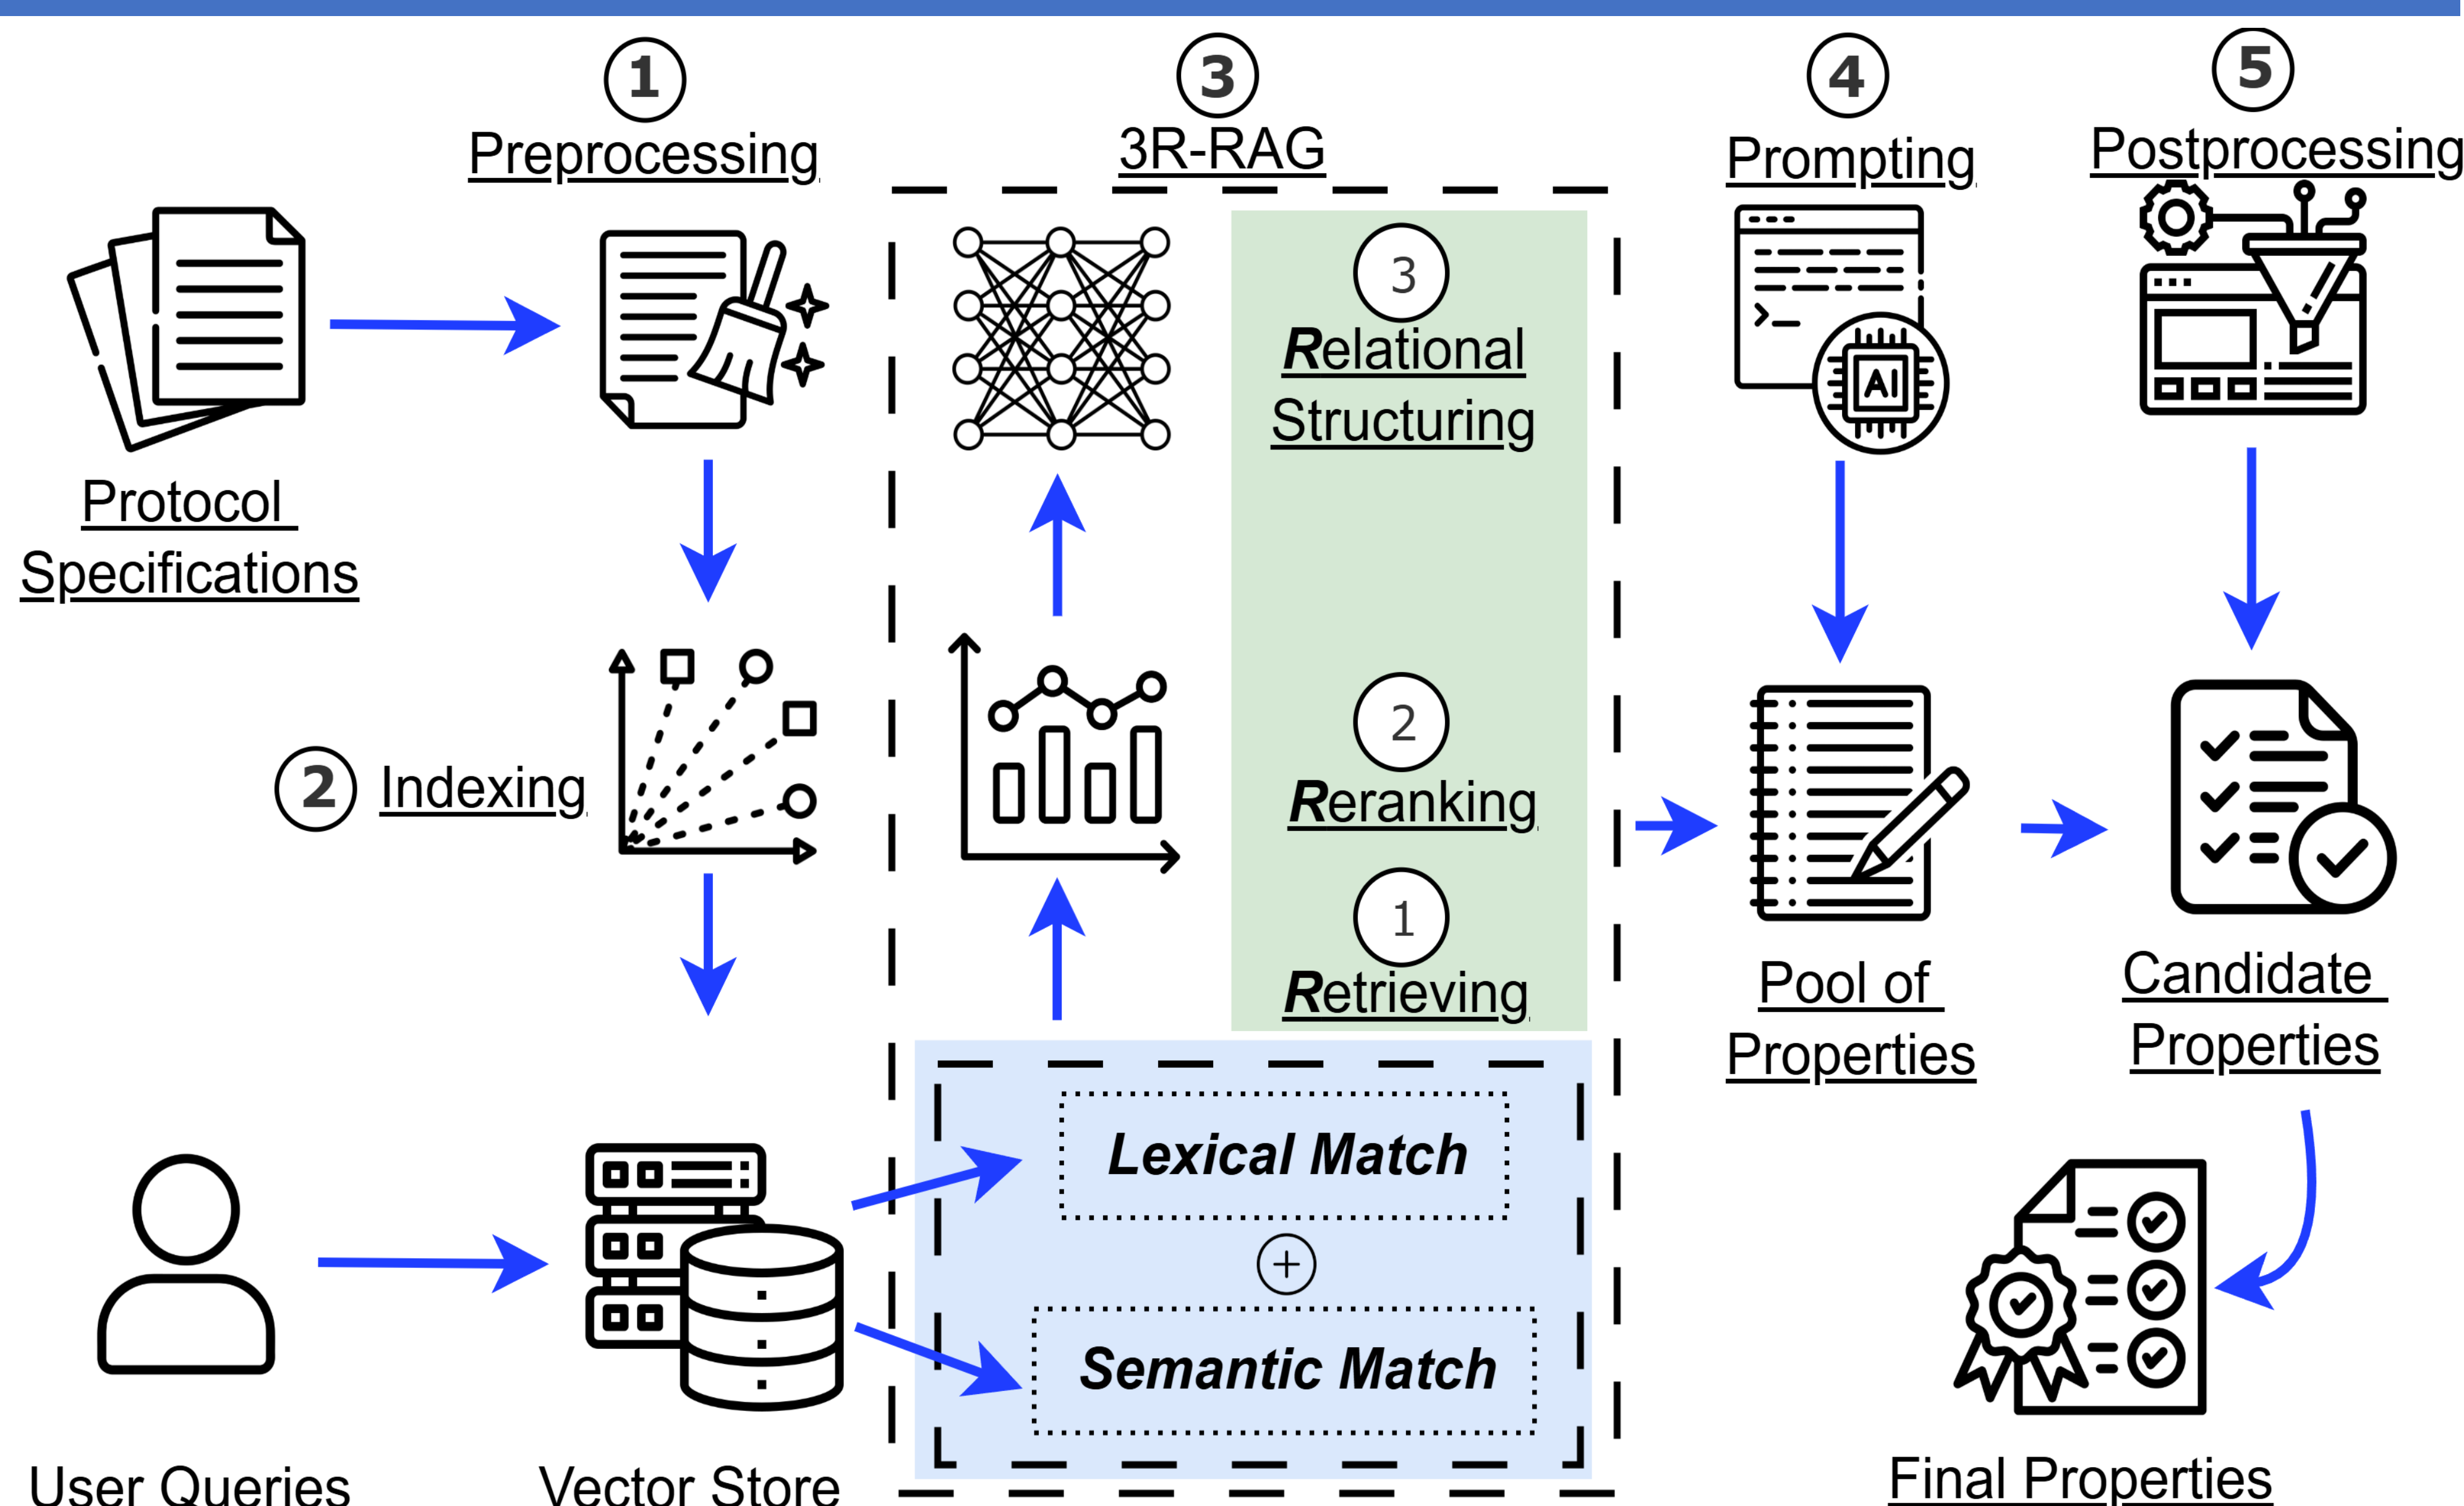 1
Preprocessing
3
3R-RAG
4
Prompting
5
Postprocessing
Protocol
Specifications
3
Relational
Structuring
AI
2 Indexing
2
Reranking
1
Retrieving
Pool of
Properties
Candidate
Properties
Lexical Match
+
Semantic Match
User Queries
Vector Store
Final Properties